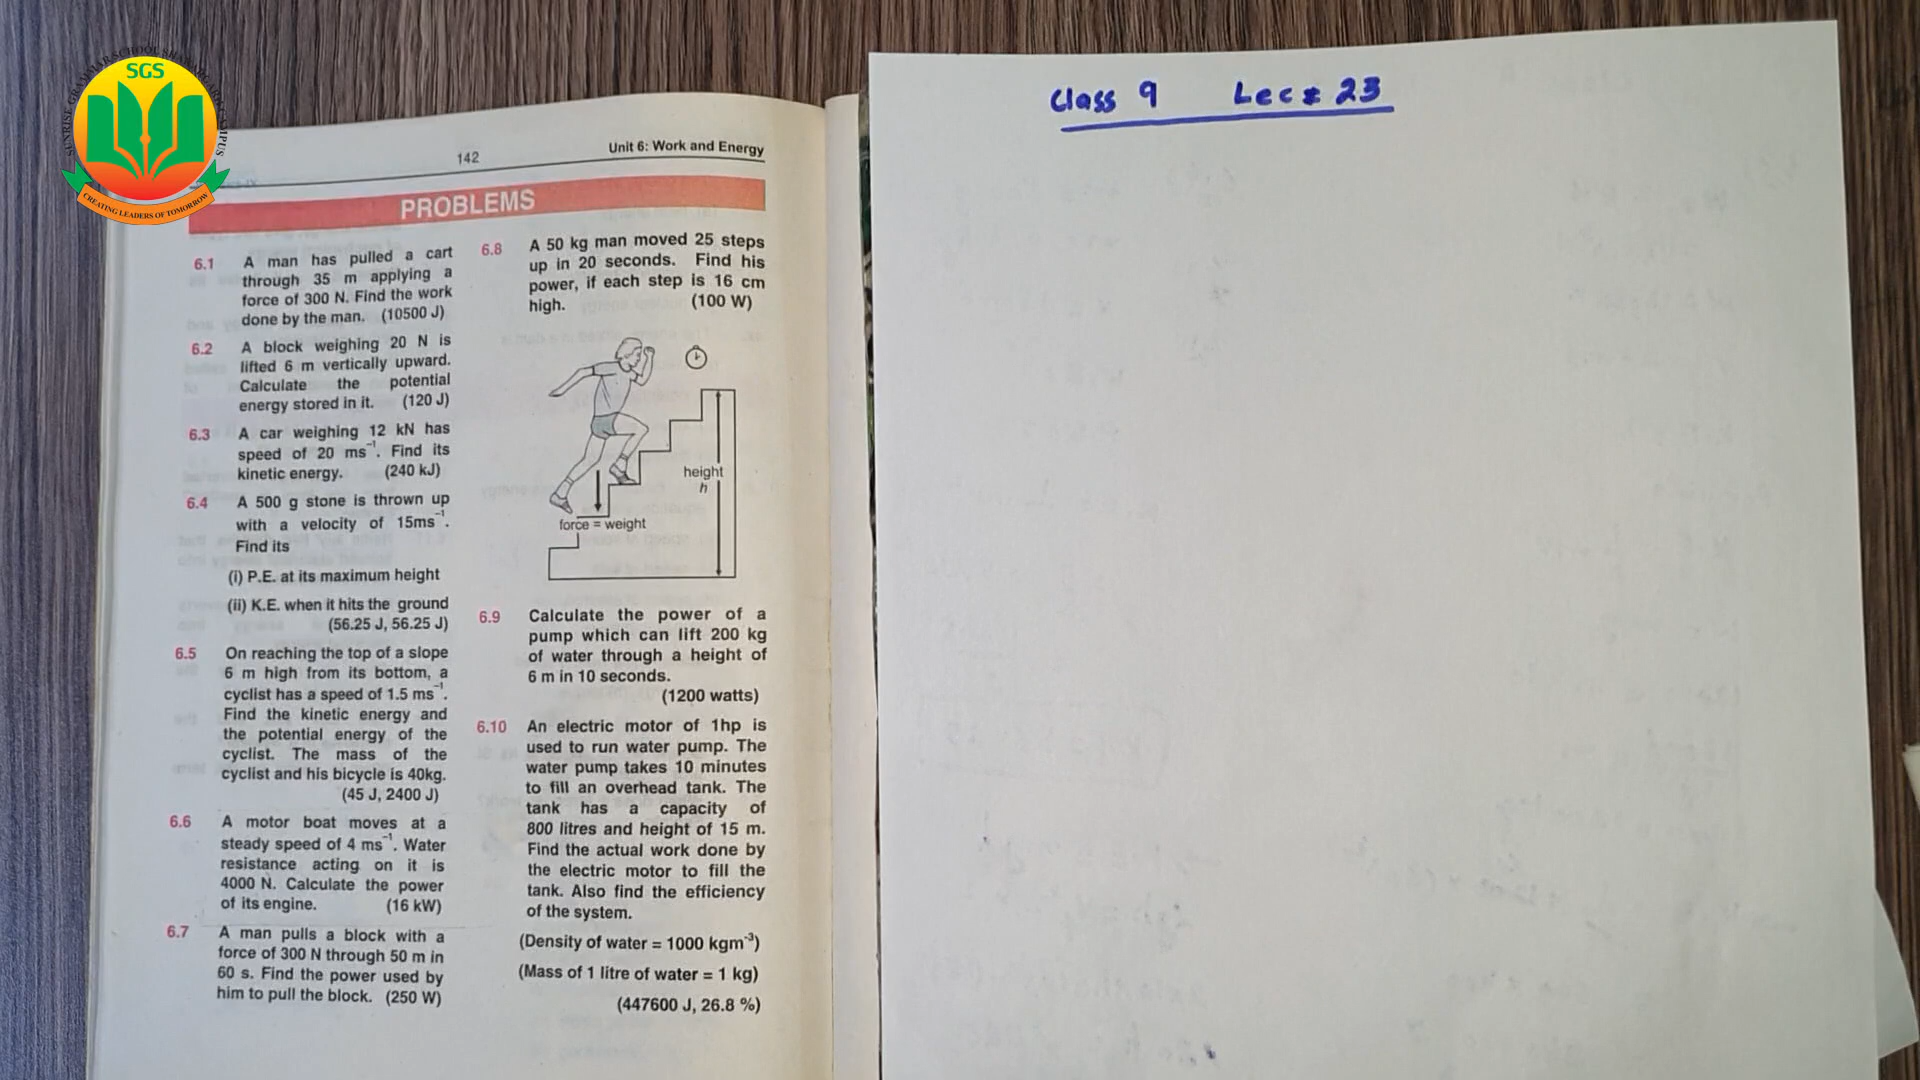 SUNRISE GRAMMAR SCHOOL SHAKARGARH CAMPUS
SGS
CREATING LEADERS OF TOMORROW
142
Unit 6: Work and Energy
PROBLEMS
6.1 A man has pulled a cart
through 35 m applying a
force of 300 N. Find the work
done by the man. (10500 J)
6.2 A block weighing 20 N is
lifted 6 m vertically upward.
Calculate the potential
energy stored in it. (120 J)
6.3 A car weighing 12 kN has
speed of 20 ms⁻¹. Find its
kinetic energy. (240 kJ)
6.4 A 500 g stone is thrown up
with a velocity of 15ms⁻¹.
Find its
(i) P.E. at its maximum height
(ii) K.E. when it hits the ground
(56.25 J, 56.25 J)
6.5 On reaching the top of a slope
6 m high from its bottom, a
cyclist has a speed of 1.5 ms⁻¹.
Find the kinetic energy and
the potential energy of the
cyclist. The mass of the
cyclist and his bicycle is 40kg.
(45 J, 2400 J)
6.6 A motor boat moves at a
steady speed of 4 ms⁻¹. Water
resistance acting on it is
4000 N. Calculate the power
of its engine. (16 kW)
6.7 A man pulls a block with a
force of 300 N through 50 m in
60 s. Find the power used by
him to pull the block. (250 W)
6.8 A 50 kg man moved 25 steps
up in 20 seconds. Find his
power, if each step is 16 cm
high. (100 W)
height
h
force = weight
6.9 Calculate the power of a
pump which can lift 200 kg
of water through a height of
6 m in 10 seconds.
(1200 watts)
6.10 An electric motor of 1hp is
used to run water pump. The
water pump takes 10 minutes
to fill an overhead tank. The
tank has a capacity of
800 litres and height of 15 m.
Find the actual work done by
the electric motor to fill the
tank. Also find the efficiency
of the system.
(Density of water = 1000 kgm⁻³)
(Mass of 1 litre of water = 1 kg)
(447600 J, 26.8 %)
Class 9 Lec # 23